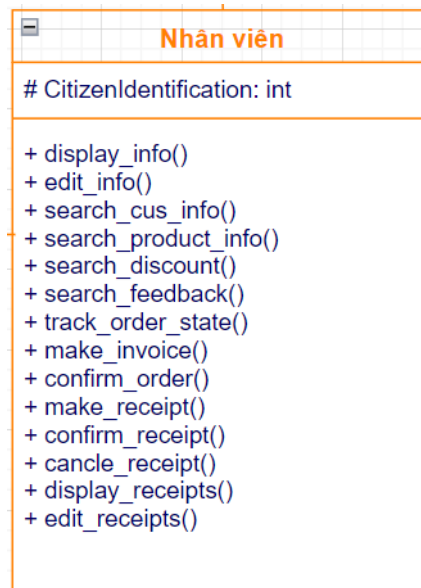 Nhân viên
# CitizenIdentification: int
+ display_info()
+ edit_info()
+ search_cus_info()
+ search_product_info()
+ search_discount()
+ search_feedback()
+ track_order_state()
+ make_invoice()
+ confirm_order()
+ make_receipt()
+ confirm_receipt()
+ cancle_receipt()
+ display_receipts()
+ edit_receipts()